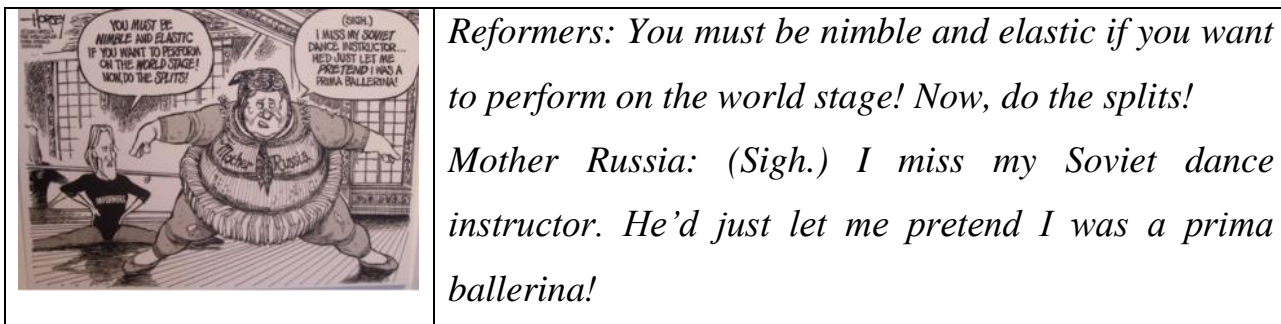 HORSEY
YOU MUST BE
NIMBLE AND ELASTIC
IF YOU WANT TO PERFORM
ON THE WORLD STAGE!
NOW, DO THE SPLITS!
(SIGH.)
I MISS MY SOVIET
DANCE INSTRUCTOR...
HE'D JUST LET ME
PRETEND I WAS A
PRIMA BALLERINA!
Mother Russia
REFORMERS
Reformers: You must be nimble and elastic if you want
to perform on the world stage! Now, do the splits!
Mother Russia: (Sigh.) I miss my Soviet dance
instructor. He’d just let me pretend I was a prima
ballerina!